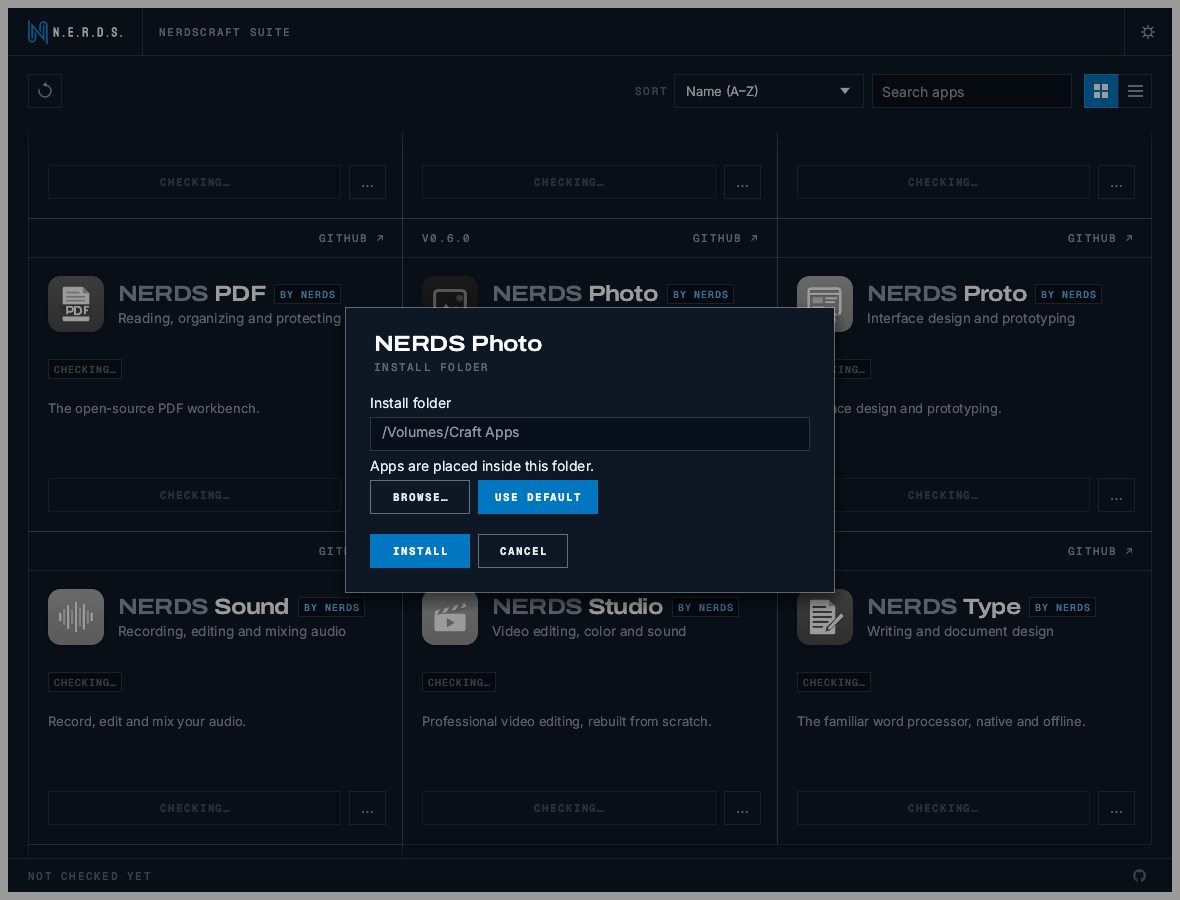 N.E.R.D.S.
NERDSCRAFT SUITE
SORT
Name (A–Z)
Search apps
CHECKING…
...
CHECKING…
...
CHECKING…
...
GITHUB ↗
V0.6.0
GITHUB ↗
GITHUB ↗
NERDS PDF
BY NERDS
Reading, organizing and protecting
PDF
CHECKING…
The open-source PDF workbench.
CHECKING…
NERDS Photo
BY NERDS
NERDS Proto
BY NERDS
Interface design and prototyping
design and prototyping.
CHECKING…
...
NERDS Photo
INSTALL FOLDER
Install folder
/Volumes/Craft Apps
Apps are placed inside this folder.
BROWSE…
USE DEFAULT
INSTALL
CANCEL
GITHUB ↗
NERDS Sound
BY NERDS
Recording, editing and mixing audio
CHECKING…
Record, edit and mix your audio.
CHECKING…
...
NERDS Studio
BY NERDS
Video editing, color and sound
CHECKING…
Professional video editing, rebuilt from scratch.
CHECKING…
...
NERDS Type
BY NERDS
Writing and document design
CHECKING…
The familiar word processor, native and offline.
CHECKING…
...
NOT CHECKED YET